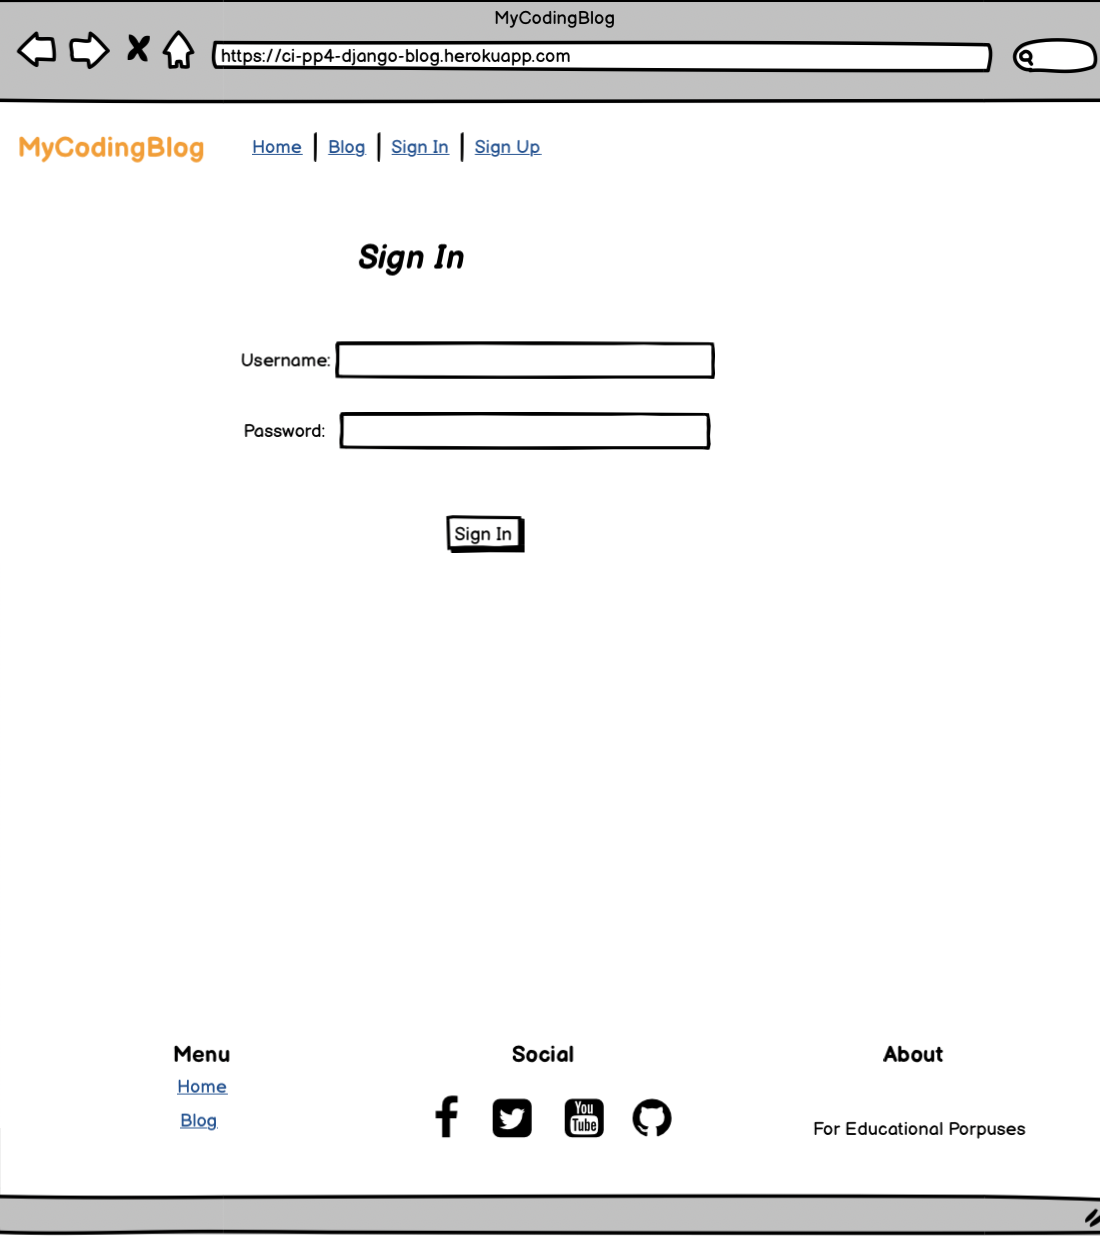 MyCodingBlog
https://ci-pp4-django-blog.herokuapp.com
MyCodingBlog Home Blog Sign In Sign Up
Sign In
Username:
Password:
Sign In
Menu Social About
Home
Blog
You
Tube
For Educational Porpuses